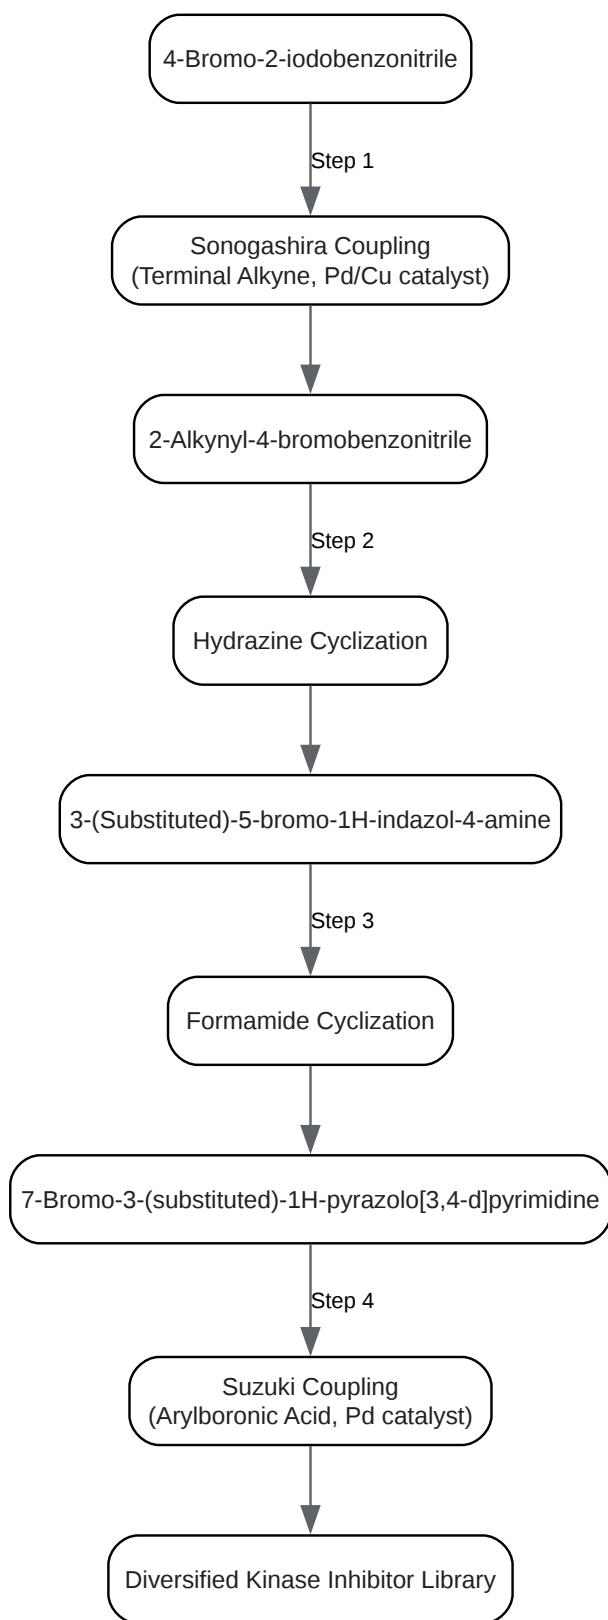 4-Bromo-2-iodobenzonitrile
Step 1
Sonogashira Coupling
(Terminal Alkyne, Pd/Cu catalyst)
2-Alkynyl-4-bromobenzonitrile
Step 2
Hydrazine Cyclization
3-(Substituted)-5-bromo-1H-indazol-4-amine
Step 3
Formamide Cyclization
7-Bromo-3-(substituted)-1H-pyrazolo[3,4-d]pyrimidine
Step 4
Suzuki Coupling
(Arylboronic Acid, Pd catalyst)
Diversified Kinase Inhibitor Library